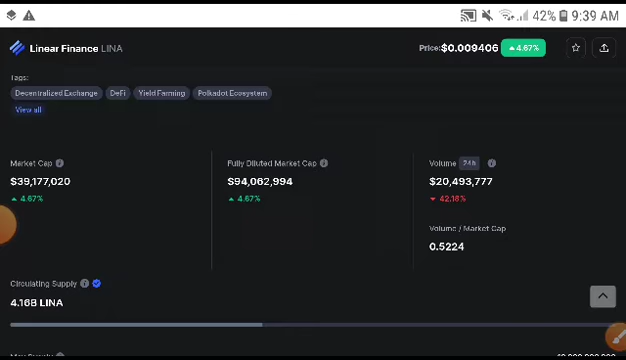 42% 9:39 AM
Linear Finance LINA Price:$0.009406 ▲ 4.67%
Tags:
Decentralized Exchange DeFi Yield Farming Polkadot Ecosystem
View all
Market Cap Fully Diluted Market Cap Volume 24h
$39,177,020 $94,062,994 $20,493,777
▲ 4.67% ▲ 4.67% ▼ 42.18%
Volume / Market Cap
0.5224
Circulating Supply
4.16B LINA